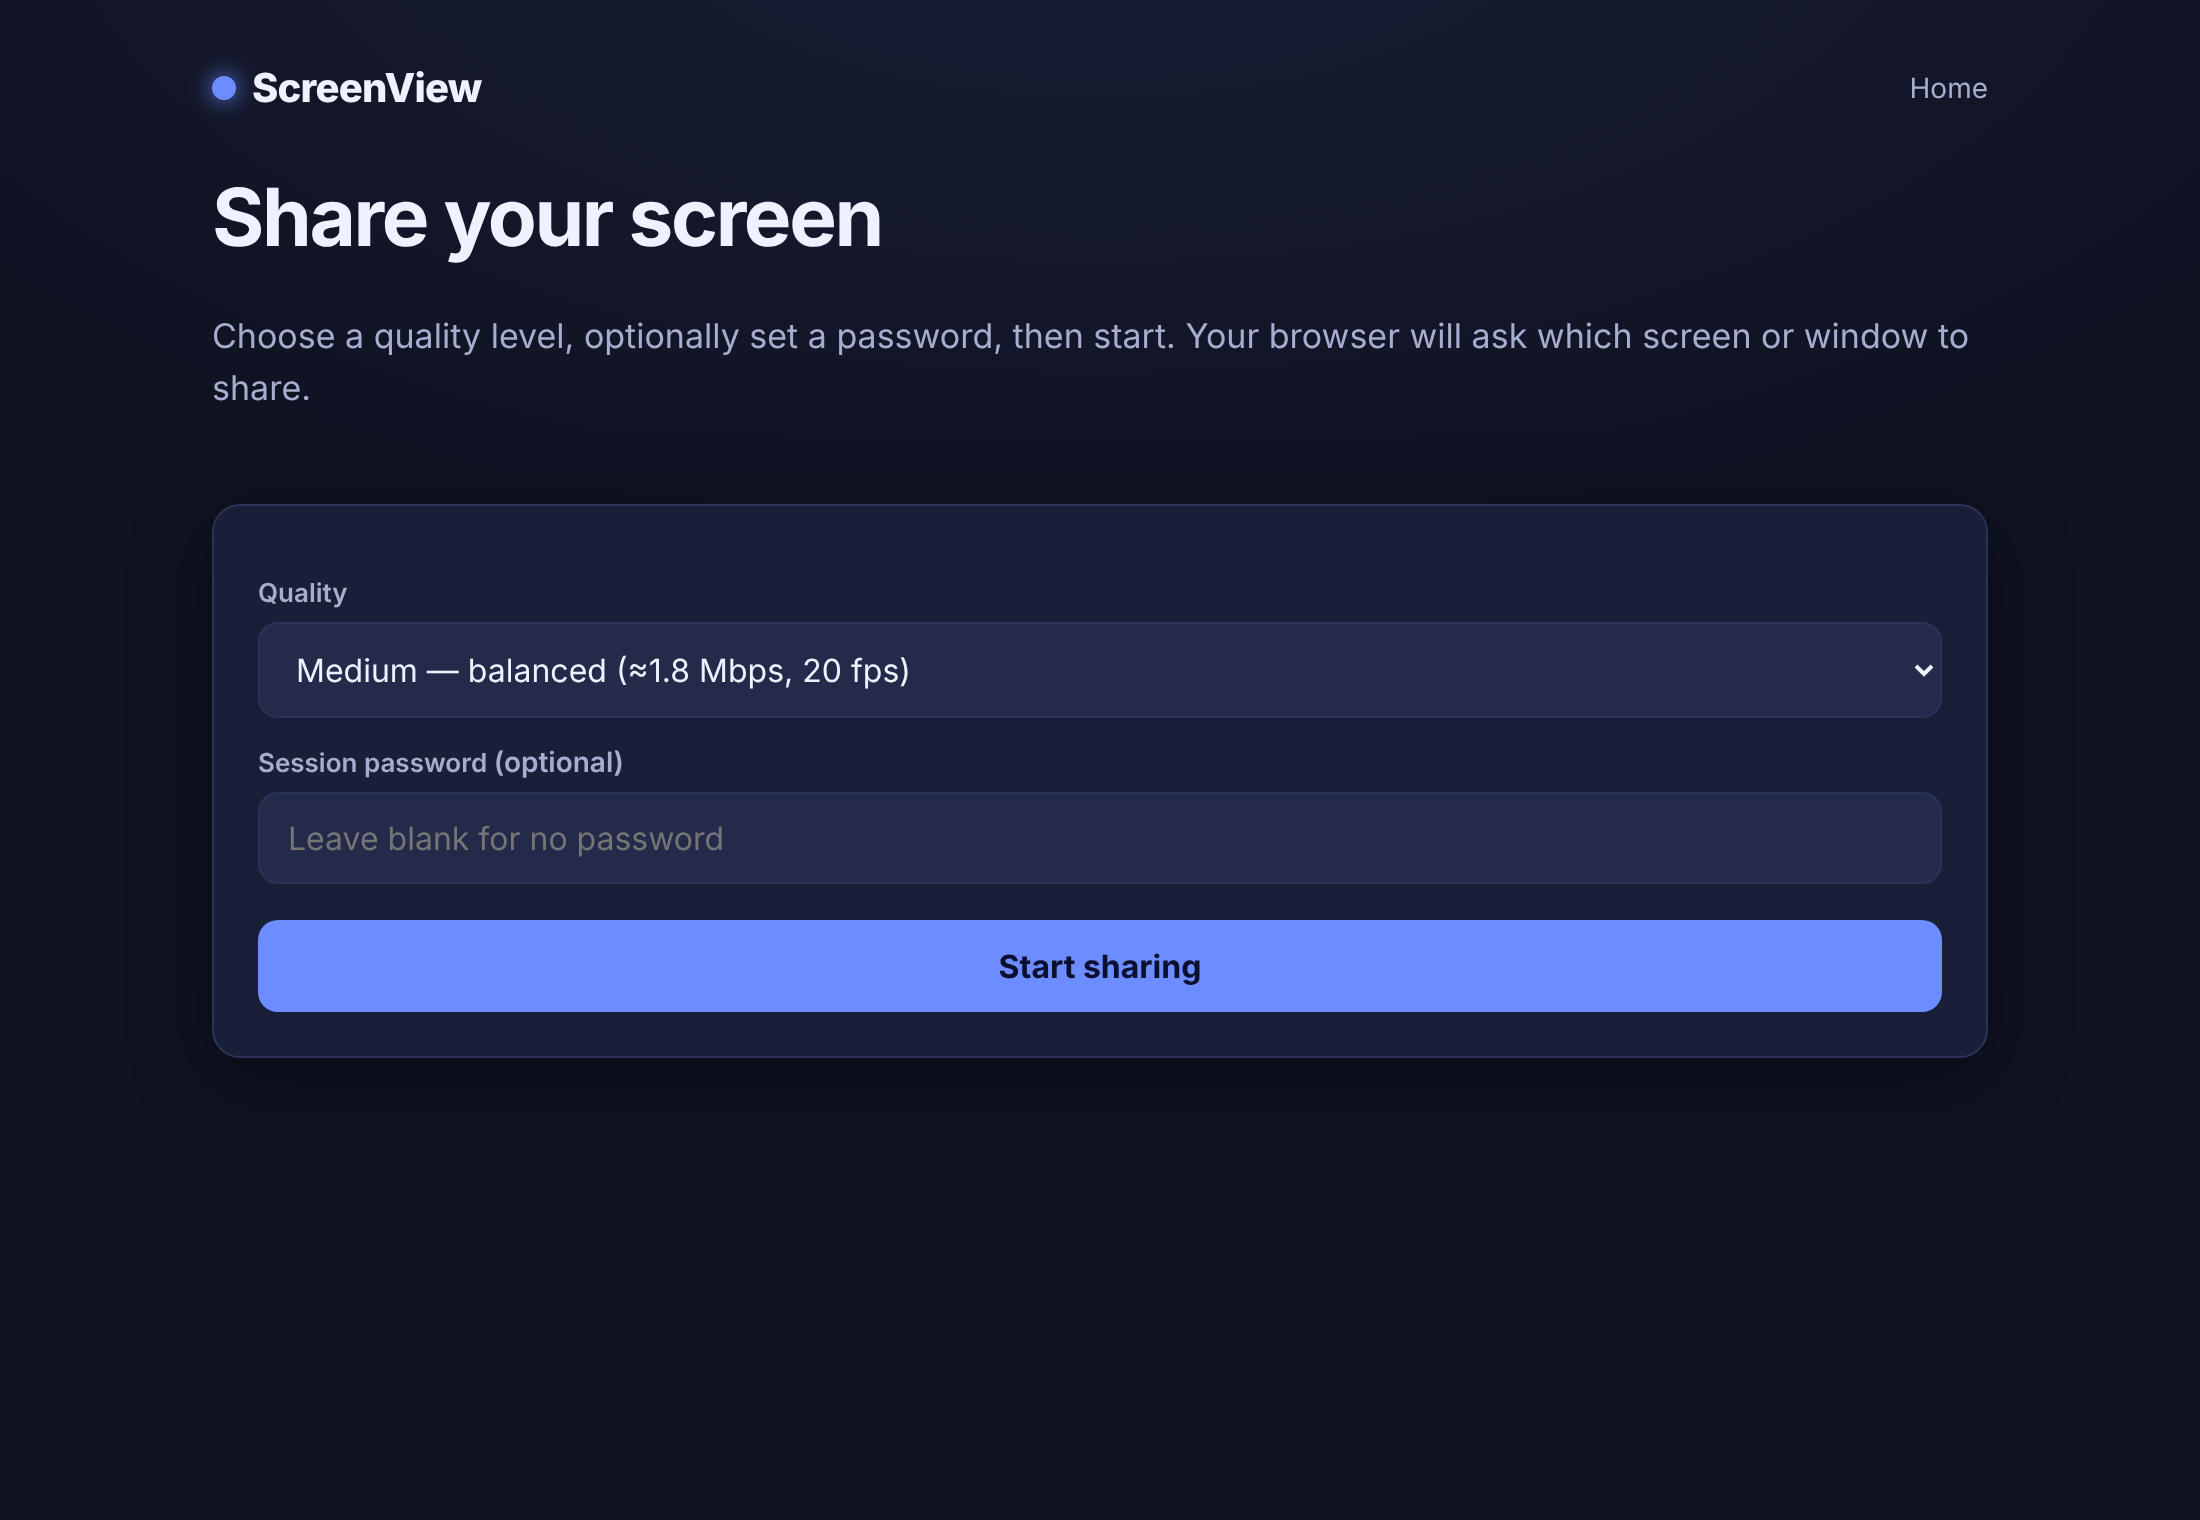 ScreenView
Home
Share your screen
Choose a quality level, optionally set a password, then start. Your browser will ask which screen or window to
share.
Quality
Medium — balanced (≈1.8 Mbps, 20 fps)
Session password (optional)
Leave blank for no password
Start sharing